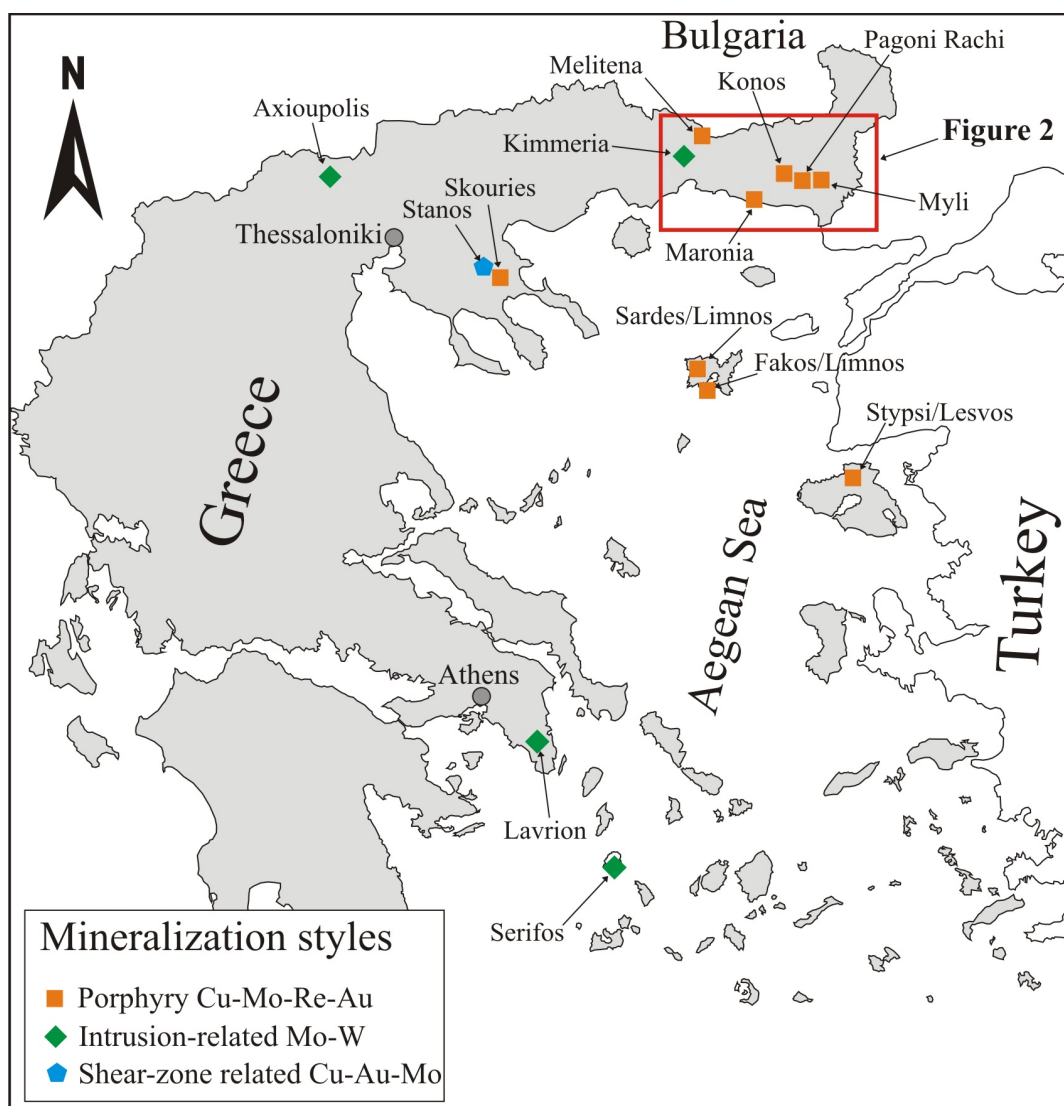 Bulgaria
Pagoni Rachi
Melitena
Konos
N
Axioupolis
Figure 2
Kimmeria
Skouries
Stanos
Myli
Thessaloniki
Maronia
Sardes/Limnos
Fakos/Limnos
Stypsi/Lesvos
Greece
Aegean Sea
Turkey
Athens
Lavrion
Serifos
Mineralization styles
Porphyry Cu-Mo-Re-Au
Intrusion-related Mo-W
Shear-zone related Cu-Au-Mo